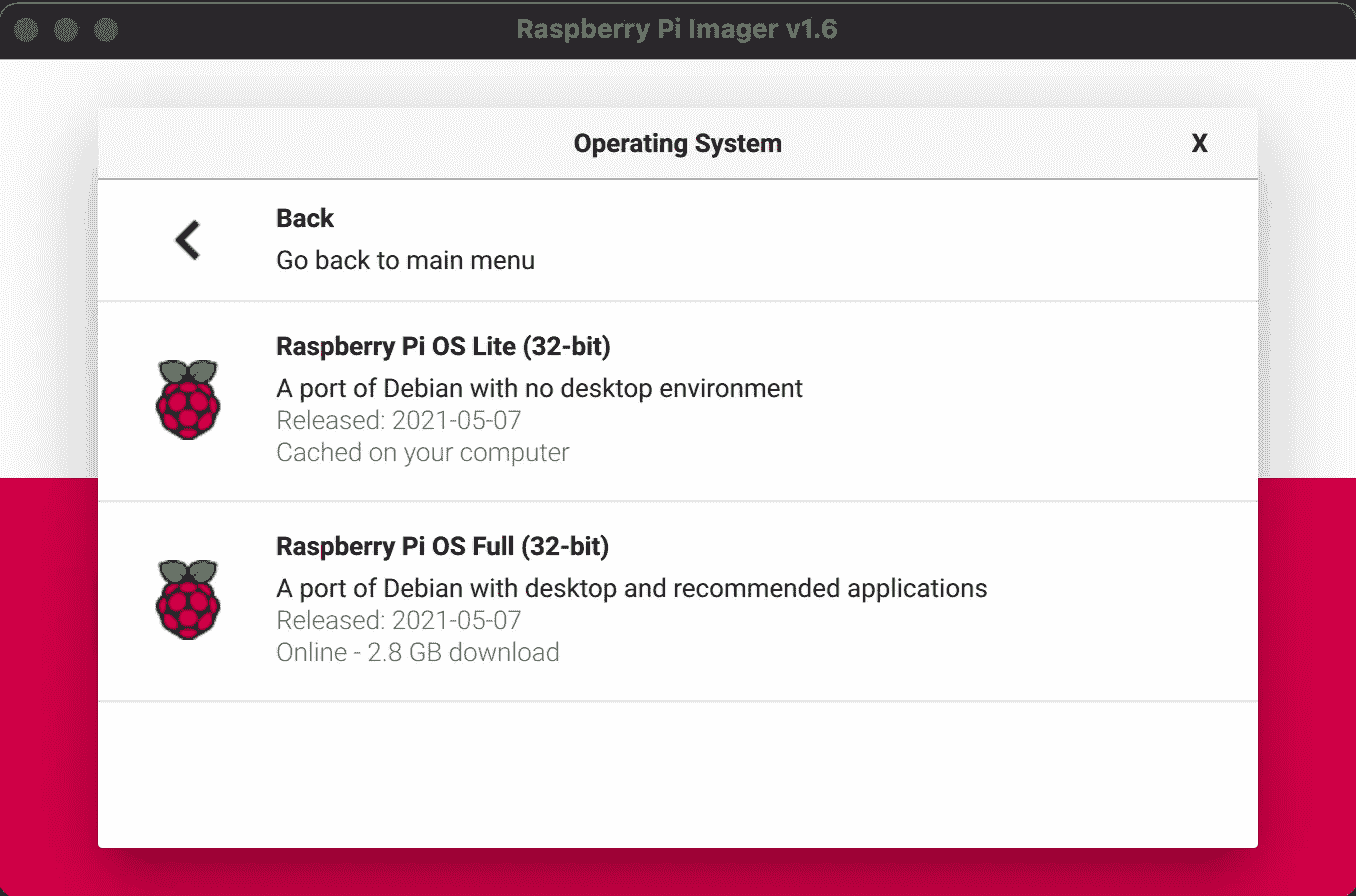 Raspberry Pi Imager v1.6
Operating System
X
Back
Go back to main menu
Raspberry Pi OS Lite (32-bit)
A port of Debian with no desktop environment
Released: 2021-05-07
Cached on your computer
Raspberry Pi OS Full (32-bit)
A port of Debian with desktop and recommended applications
Released: 2021-05-07
Online - 2.8 GB download